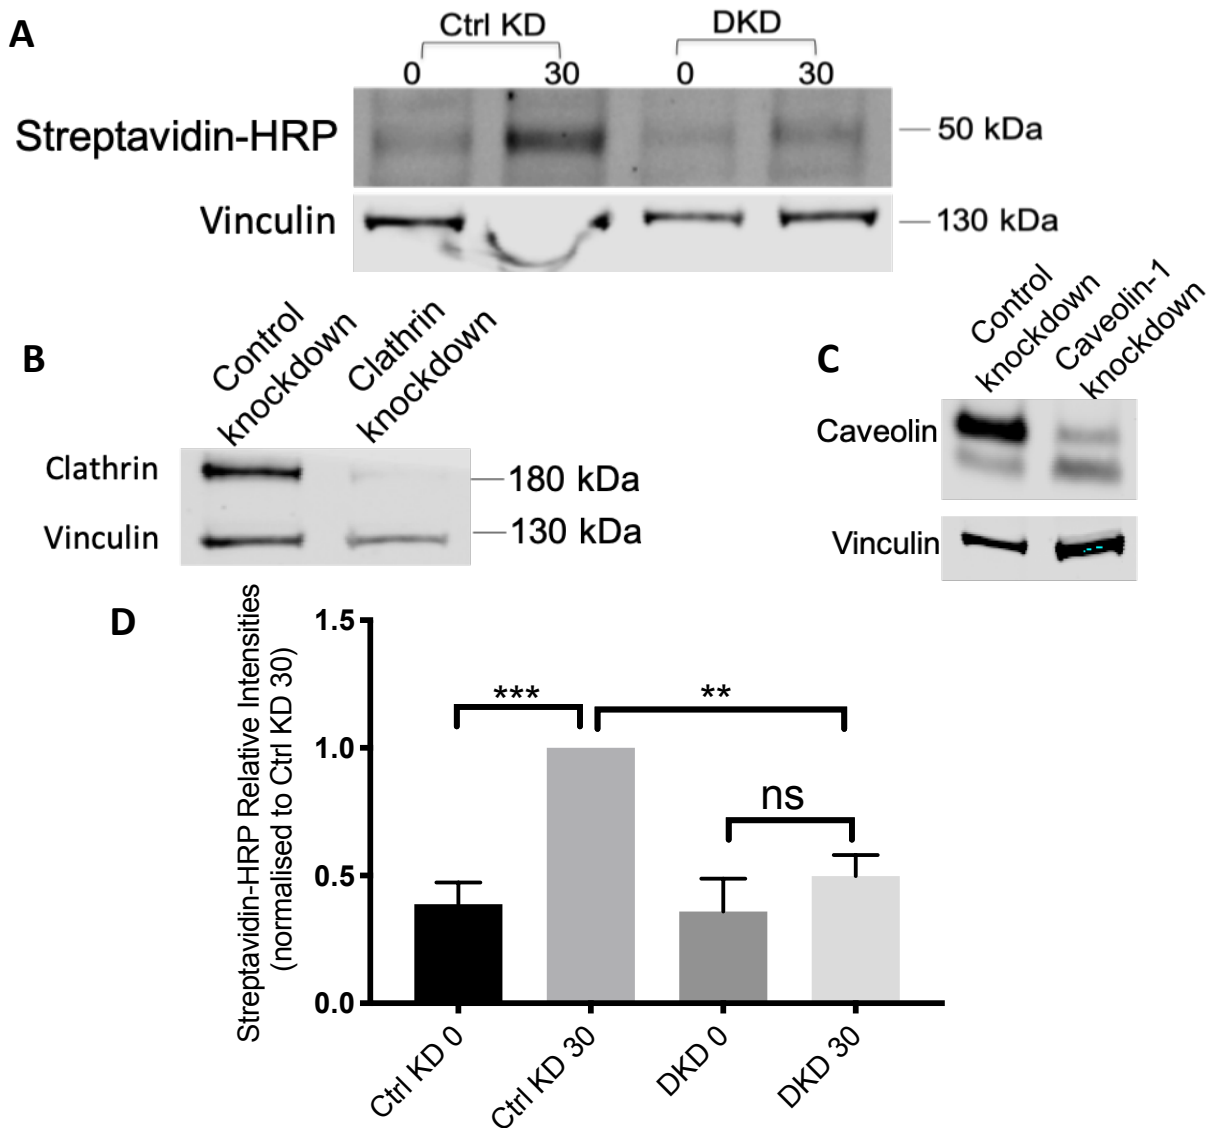 A
Ctrl KD
DKD
0
30
0
30
Streptavidin-HRP
50 kDa
Vinculin
130 kDa
B
Control
knockdown
Clathrin
knockdown
Clathrin
180 kDa
Vinculin
130 kDa
C
Control
knockdown
Caveolin-1
knockdown
Caveolin
Vinculin
D
Streptavidin-HRP Relative Intensities
(normalised to Ctrl KD 30)
1.5
1.0
0.5
0.0
***
**
ns
Ctrl KD 0
Ctrl KD 30
DKD 0
DKD 30